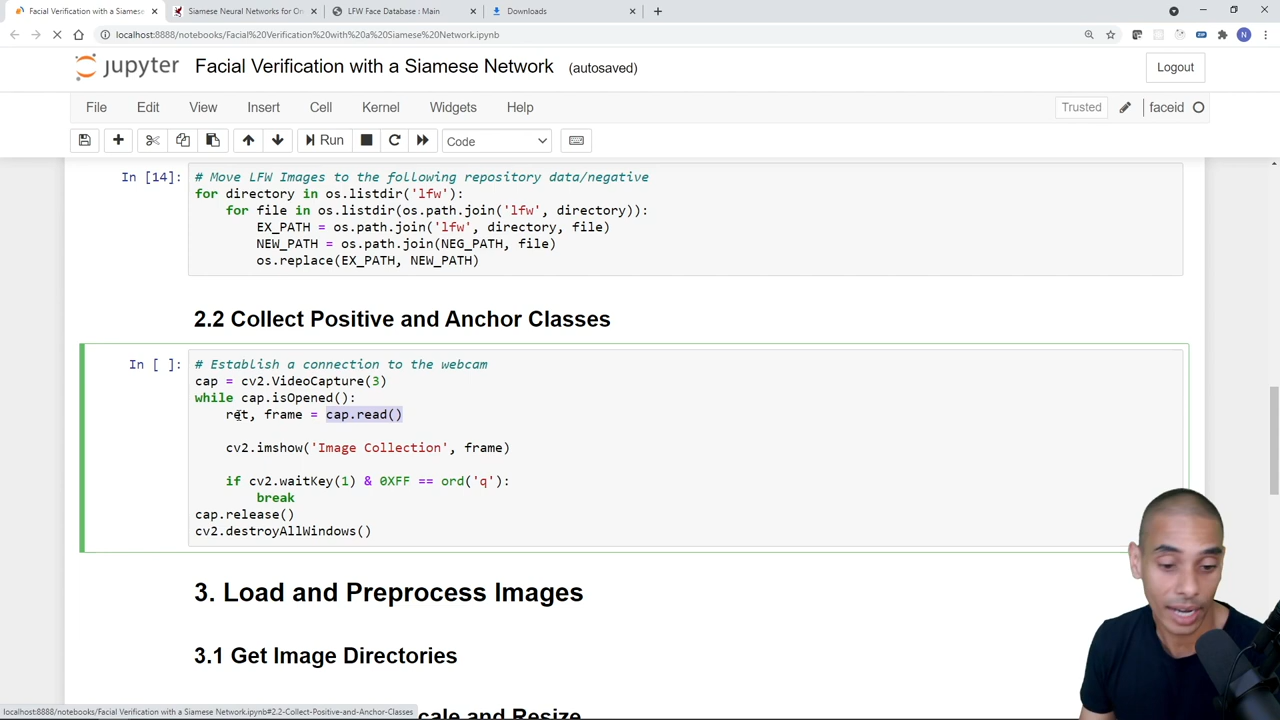 Facial Verification with a Siamese
Siamese Neural Networks for On
LFW Face Database : Main
Downloads
localhost:8888/notebooks/Facial%20Verification%20with%20a%20Siamese%20Network.ipynb
N
jupyter
Facial Verification with a Siamese Network (autosaved)
Logout
File Edit View Insert Cell Kernel Widgets Help
Trusted
faceid
Run
Code
In [14]:
# Move LFW Images to the following repository data/negative
for directory in os.listdir('lfw'):
for file in os.listdir(os.path.join('lfw', directory)):
EX_PATH = os.path.join('lfw', directory, file)
NEW_PATH = os.path.join(NEG_PATH, file)
os.replace(EX_PATH, NEW_PATH)
2.2 Collect Positive and Anchor Classes
In [ ]:
# Establish a connection to the webcam
cap = cv2.VideoCapture(3)
while cap.isOpened():
ret, frame = cap.read()
cv2.imshow('Image Collection', frame)
if cv2.waitKey(1) & 0XFF == ord('q'):
break
cap.release()
cv2.destroyAllWindows()
3. Load and Preprocess Images
3.1 Get Image Directories
cale and Resize
localhost:8888/notebooks/Facial Verification with a Siamese Network.ipynb#2.2-Collect-Positive-and-Anchor-Classes